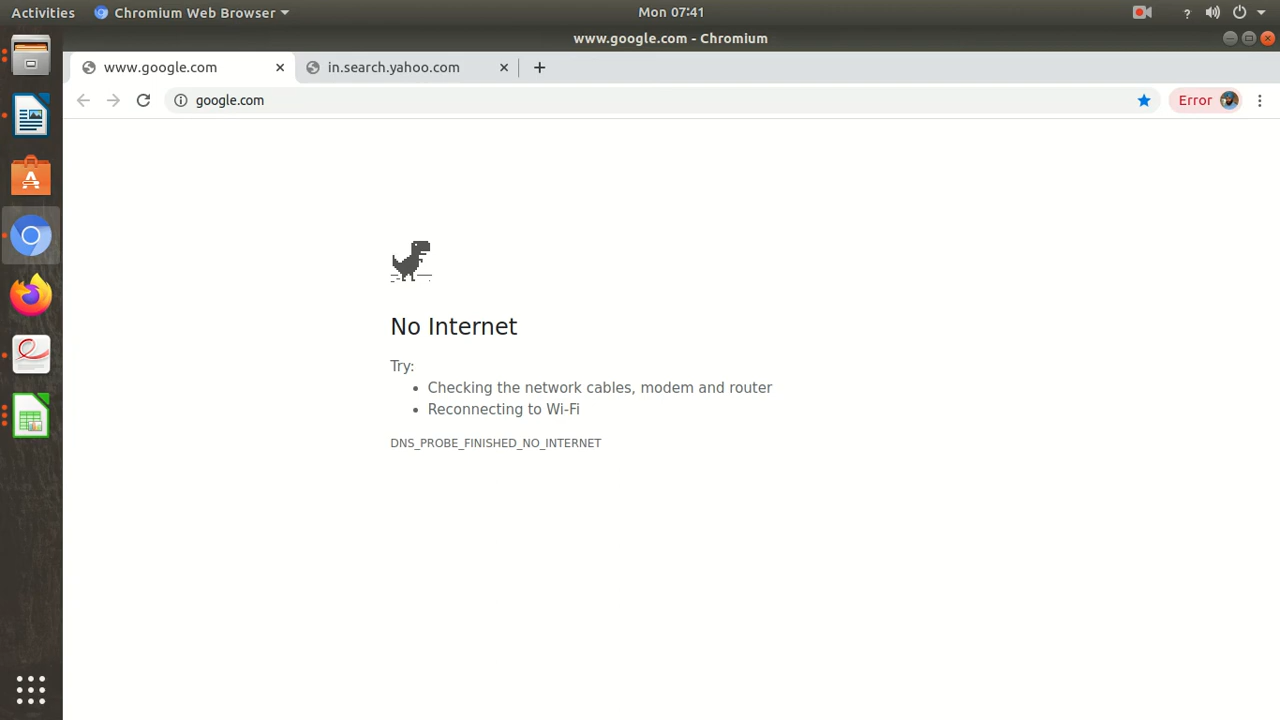 Activities
Chromium Web Browser
Mon 07:41
?
www.google.com - Chromium
www.google.com
in.search.yahoo.com
google.com
Error
No Internet
Try:
• Checking the network cables, modem and router
• Reconnecting to Wi-Fi
DNS_PROBE_FINISHED_NO_INTERNET